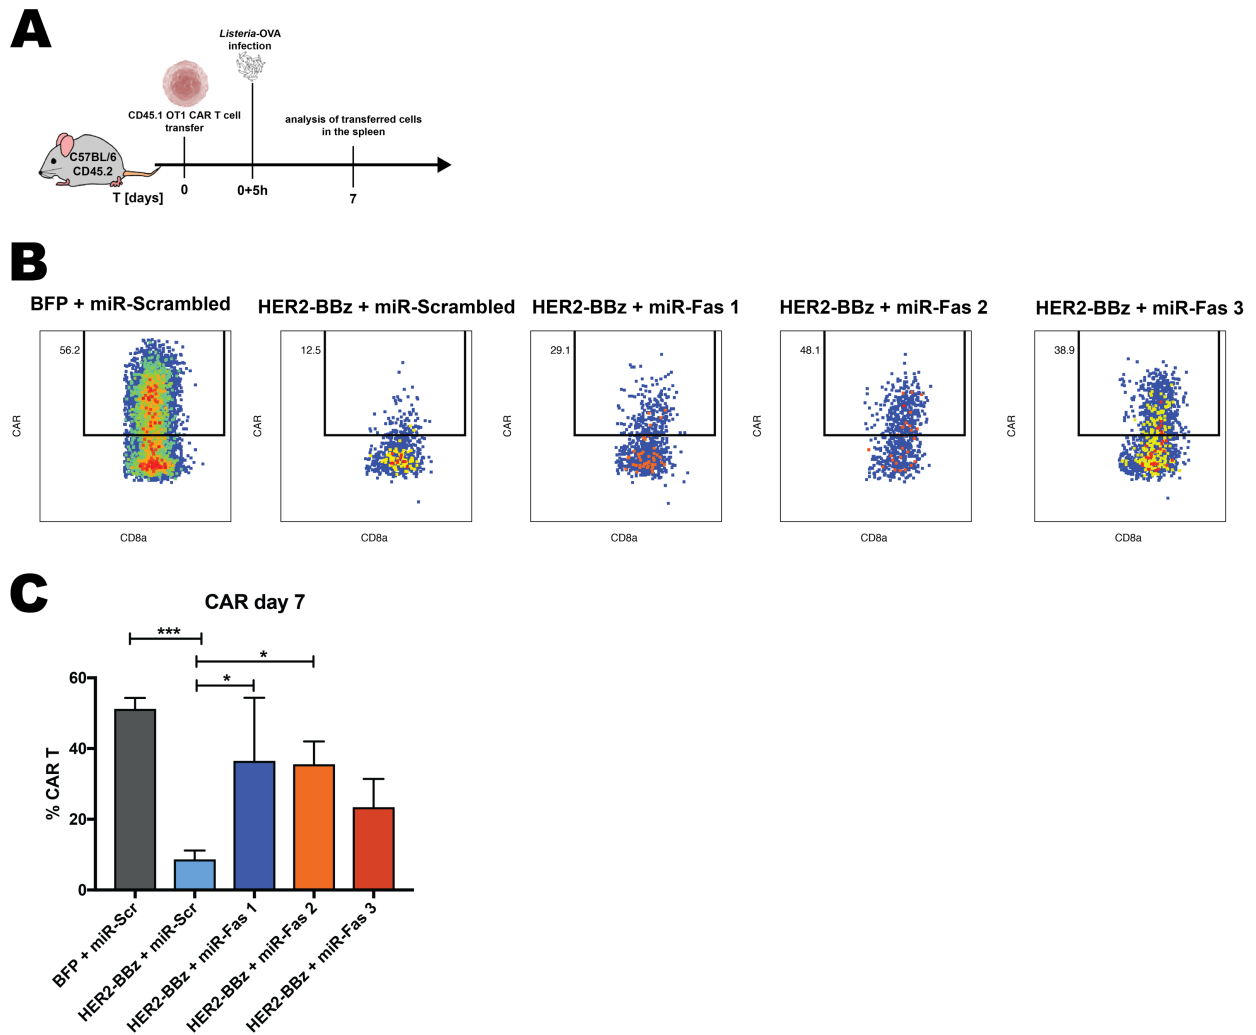 A
Listeria-OVA
infection
CD45.1 OT1 CAR T cell
transfer
analysis of transferred cells
in the spleen
C57BL/6
CD45.2
T [days]
0
0+5h
7
B
BFP + miR-Scrambled
HER2-BBz + miR-Scrambled
HER2-BBz + miR-Fas 1
HER2-BBz + miR-Fas 2
HER2-BBz + miR-Fas 3
56.2
12.5
29.1
48.1
38.9
CAR
CAR
CAR
CAR
CAR
CD8a
CD8a
CD8a
CD8a
CD8a
C
CAR day 7
***
*
*
% CAR T
60
40
20
0
BFP + miR-Scr
HER2-BBz + miR-Scr
HER2-BBz + miR-Fas 1
HER2-BBz + miR-Fas 2
HER2-BBz + miR-Fas 3